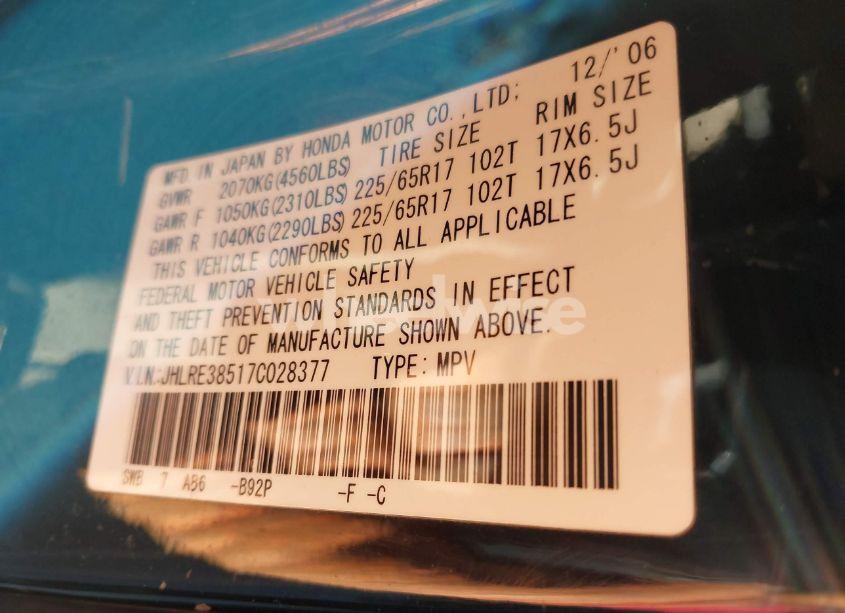 MFD. IN JAPAN BY HONDA MOTOR CO.,LTD; 12/'06
GVWR 2070KG(4560LBS) TIRE SIZE RIM SIZE
GAWR F 1050KG(2310LBS) 225/65R17 102T 17X6.5J
GAWR R 1040KG(2290LBS) 225/65R17 102T 17X6.5J
THIS VEHICLE CONFORMS TO ALL APPLICABLE
FEDERAL MOTOR VEHICLE SAFETY
AND THEFT PREVENTION STANDARDS IN EFFECT
ON THE DATE OF MANUFACTURE SHOWN ABOVE.
V.I.N:JHLRE38517C028377 TYPE: MPV
SWB 7 AB6 -B92P -F -C